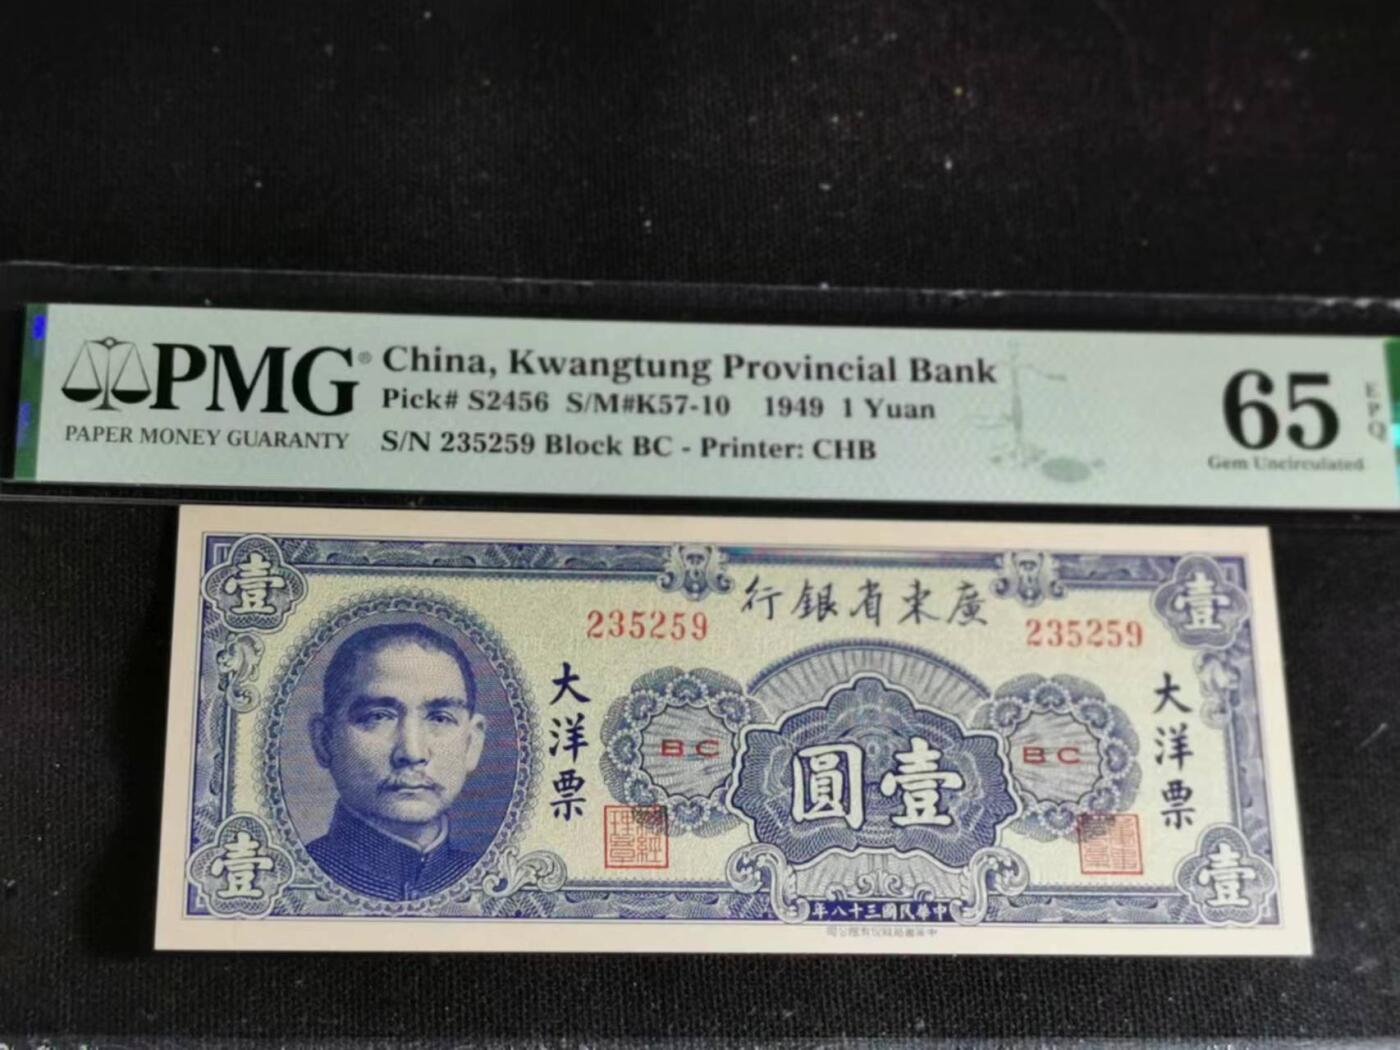 PMG® China, Kwangtung Provincial Bank
Pick# S2456 S/M#K57-10 1949 1 Yuan
PAPER MONEY GUARANTY
S/N 235259 Block BC - Printer: CHB
65
EPQ
Gem Uncirculated
壹
壹
行銀省東廣
235259
235259
大洋票
大洋票
BC
BC
圓壹
壹
壹
年八十三國民華中